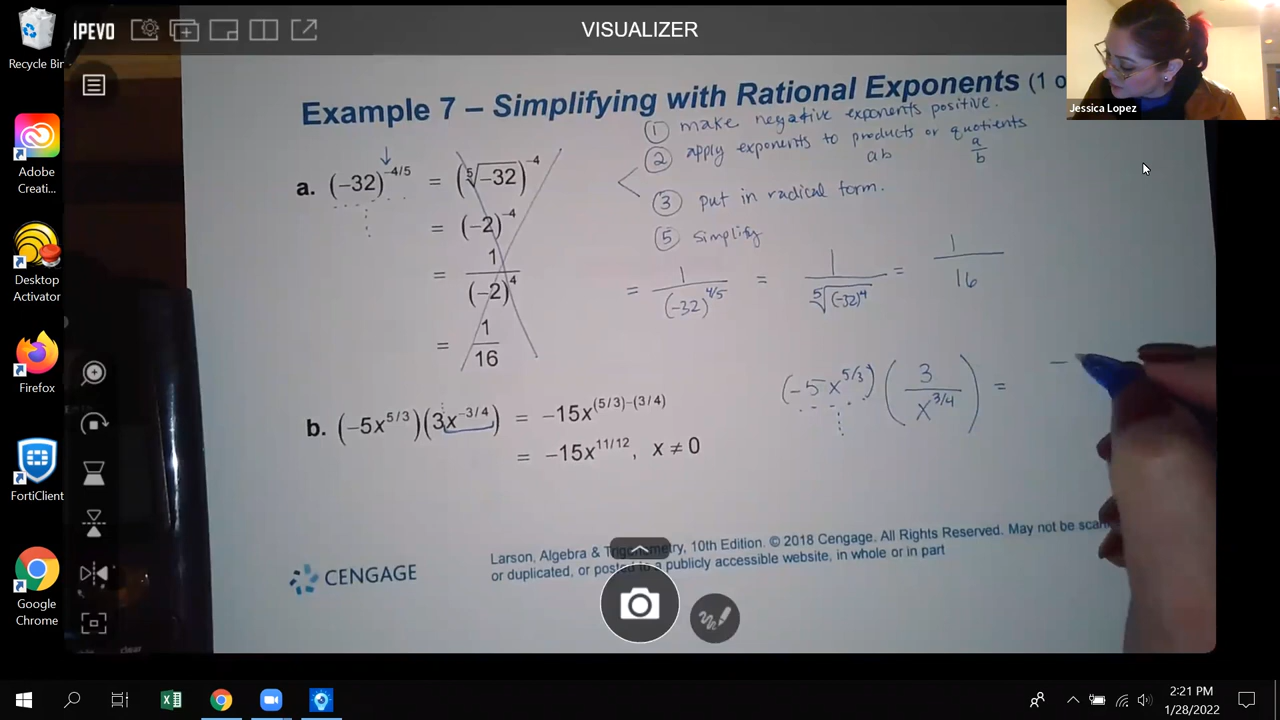 VISUALIZER
IPEVO
Jessica Lopez
Recycle Bin
Adobe
Creati...
Desktop
Activator
Firefox
FortiClient
Google
Chrome
Example 7 – Simplifying with Rational Exponents (1 o
① make negative exponents positive.
② apply exponents to products or quotients
ab a/b
③ put in radical form.
⑤ simplify
a. (−32)^−4/5 = (⁵√−32)^−4
= (−2)^−4
= 1/(−2)^4
= 1/16
= 1/(−32)^4/5 = 1/⁵√(−32)^4 = 1/16
b. (−5x^5/3)(3x^−3/4) = −15x^(5/3)−(3/4)
= −15x^11/12, x ≠ 0
(−5x^5/3)(3/x^3/4) = −
CENGAGE
Larson, Algebra & Trigonometry, 10th Edition. © 2018 Cengage. All Rights Reserved. May not be scan
or duplicated, or posted to a publicly accessible website, in whole or in part
clear
2:21 PM
1/28/2022